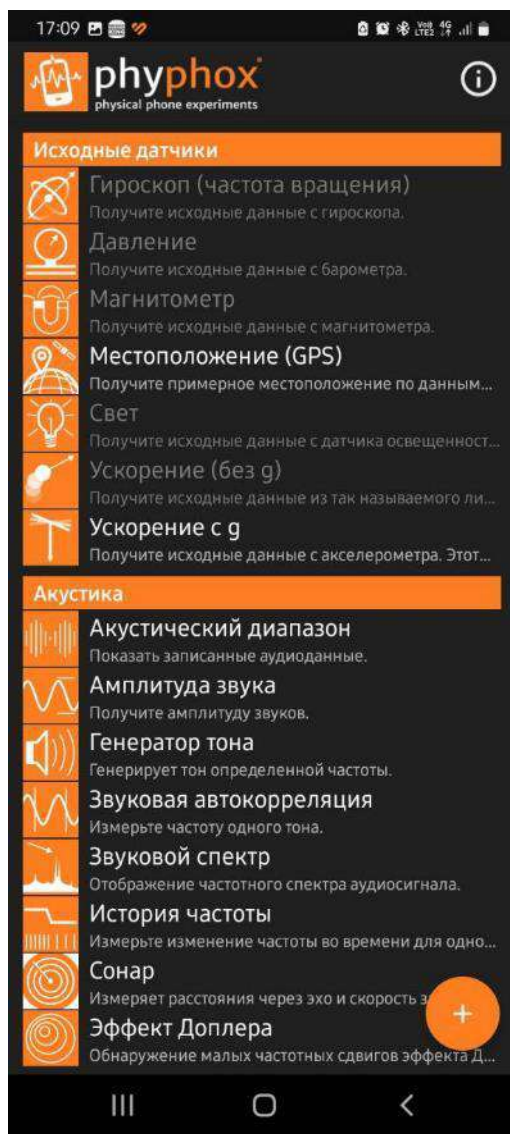 17:09
Vol) 4G
LTE2
phyphox
physical phone experiments
Исходные датчики
Гироскоп (частота вращения)
Получите исходные данные с гироскопа.
Давление
Получите исходные данные с барометра.
Магнитометр
Получите исходные данные с магнитометра.
Местоположение (GPS)
Получите примерное местоположение по данным...
Свет
Получите исходные данные с датчика освещенност...
Ускорение (без g)
Получите исходные данные из так называемого ли...
Ускорение с g
Получите исходные данные с акселерометра. Этот...
Акустика
Акустический диапазон
Показать записанные аудиоданные.
Амплитуда звука
Получите амплитуду звуков.
Генератор тона
Генерирует тон определенной частоты.
Звуковая автокорреляция
Измерьте частоту одного тона.
Звуковой спектр
Отображение частотного спектра аудиосигнала.
История частоты
Измерьте изменение частоты во времени для одно...
Сонар
Измеряет расстояния через эхо и скорость
Эффект Доплера
Обнаружение малых частотных сдвигов эффекта Д...